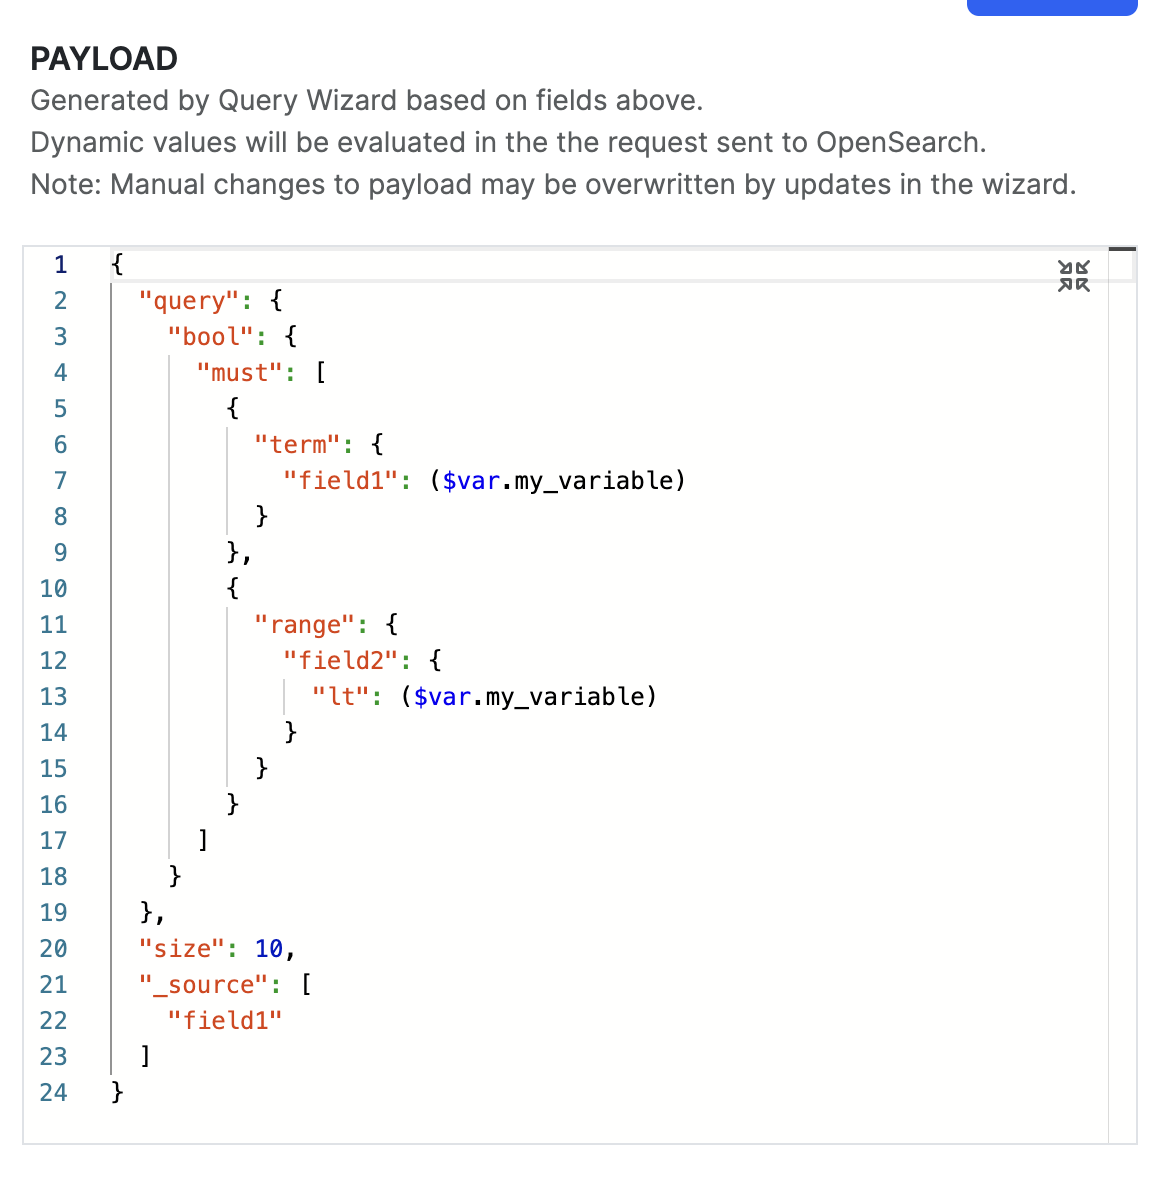 PAYLOAD
Generated by Query Wizard based on fields above.
Dynamic values will be evaluated in the the request sent to OpenSearch.
Note: Manual changes to payload may be overwritten by updates in the wizard.
1 {
2   "query": {
3     "bool": {
4       "must": [
5         {
6           "term": {
7             "field1": ($var.my_variable)
8           }
9         },
10         {
11           "range": {
12             "field2": {
13               "lt": ($var.my_variable)
14             }
15           }
16         }
17       ]
18     }
19   },
20   "size": 10,
21   "_source": [
22     "field1"
23   ]
24 }